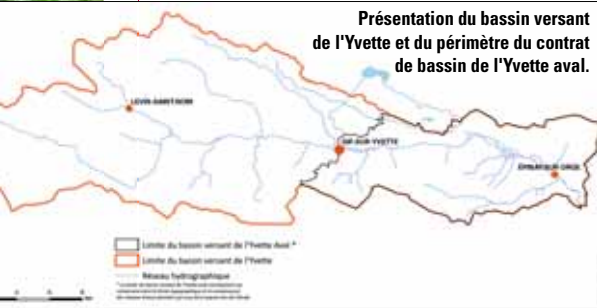 Présentation du bassin versant
de l'Yvette et du périmètre du contrat
de bassin de l'Yvette aval.
LEVIS-SAINT-NOM
GIF-SUR-YVETTE
EPINAY-SUR-ORGE
Limite du bassin versant de l'Yvette Aval *
Limite du bassin versant de l'Yvette
Réseau hydrographique